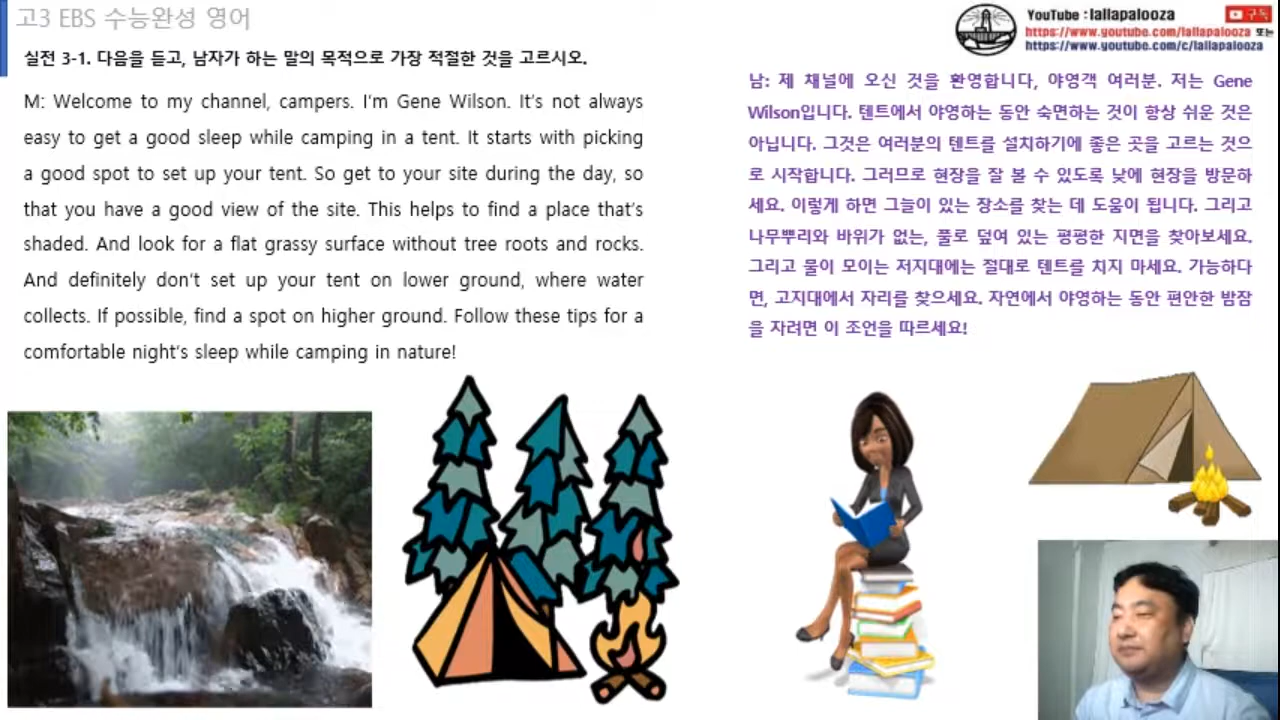 고3 EBS 수능완성 영어
YouTube : lallapalooza
구독
https://www.youtube.com/lallapalooza 또는
https://www.youtube.com/c/lallapalooza
실전 3-1. 다음을 듣고, 남자가 하는 말의 목적으로 가장 적절한 것을 고르시오.
M: Welcome to my channel, campers. I'm Gene Wilson. It's not always
easy to get a good sleep while camping in a tent. It starts with picking
a good spot to set up your tent. So get to your site during the day, so
that you have a good view of the site. This helps to find a place that's
shaded. And look for a flat grassy surface without tree roots and rocks.
And definitely don't set up your tent on lower ground, where water
collects. If possible, find a spot on higher ground. Follow these tips for a
comfortable night's sleep while camping in nature!
남: 제 채널에 오신 것을 환영합니다, 야영객 여러분. 저는 Gene
Wilson입니다. 텐트에서 야영하는 동안 숙면하는 것이 항상 쉬운 것은
아닙니다. 그것은 여러분의 텐트를 설치하기에 좋은 곳을 고르는 것으
로 시작합니다. 그러므로 현장을 잘 볼 수 있도록 낮에 현장을 방문하
세요. 이렇게 하면 그늘이 있는 장소를 찾는 데 도움이 됩니다. 그리고
나무뿌리와 바위가 없는, 풀로 덮여 있는 평평한 지면을 찾아보세요.
그리고 물이 모이는 저지대에는 절대로 텐트를 치지 마세요. 가능하다
면, 고지대에서 자리를 찾으세요. 자연에서 야영하는 동안 편안한 밤잠
을 자려면 이 조언을 따르세요!